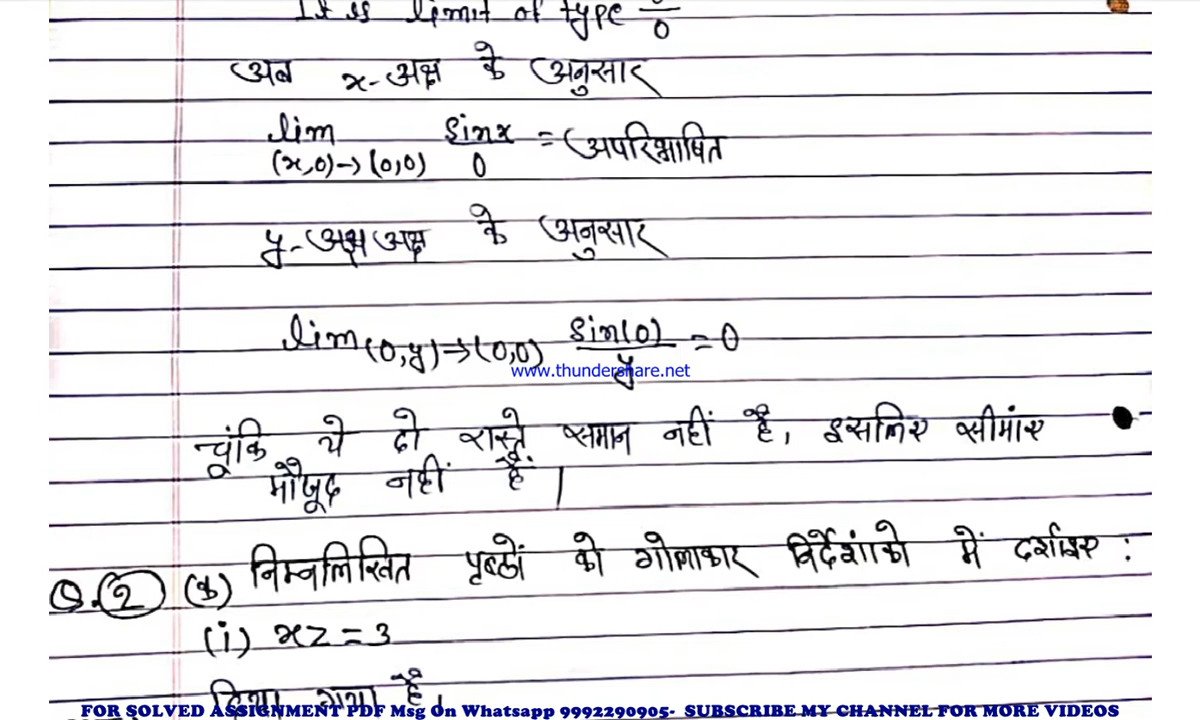 It is limit of type 0
अब x-अक्ष के अनुसार
lim (x,0)->(0,0) sinx/0 = अपरिभाषित
y-अक्ष अक्ष के अनुसार
lim (0,y)->(0,0) sin(0)/y = 0
www.thundershare.net
चूंकि ये दो रास्ते समान नहीं है, इसलिए सीमांए
मौजूद नहीं हैं |
Q.(2) (क) निम्नलिखित पृष्ठों को गोलाकार निर्देशांको में दर्शाइए :
(i) xz = 3
दिया गया है,
FOR SOLVED ASSIGNMENT PDF Msg On Whatsapp 9992290905- SUBSCRIBE MY CHANNEL FOR MORE VIDEOS